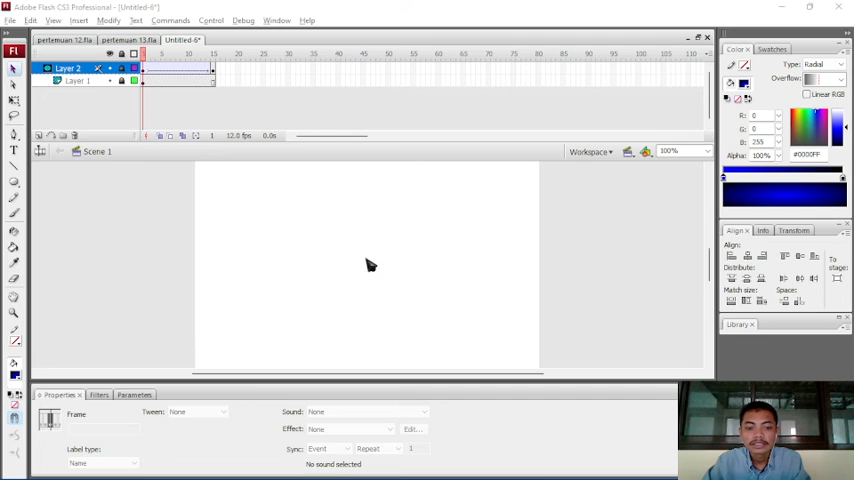 Adobe Flash CS3 Professional - [Untitled-6*]
File Edit View Insert Modify Text Commands Control Debug Window Help
pertemuan 12.fla pertemuan 13.fla Untitled-6*
5 10 15 20 25 30 35 40 45 50 55 60 65 70 75 80 85 90 95 100 105 110
Layer 2
Layer 1
1 12.0 fps 0.0s
Scene 1 Workspace 100%
Color Swatches
Type: Radial
Overflow:
Linear RGB
R: 0
G: 0
B: 255
Alpha: 100% #0000FF
Align Info Transform
Align:
Distribute:
Match size: Space:
To stage:
Library
Properties Filters Parameters
Frame Tween: None Sound: None
Effect: None Edit...
Label type: Sync: Event Repeat 1
Name No sound selected